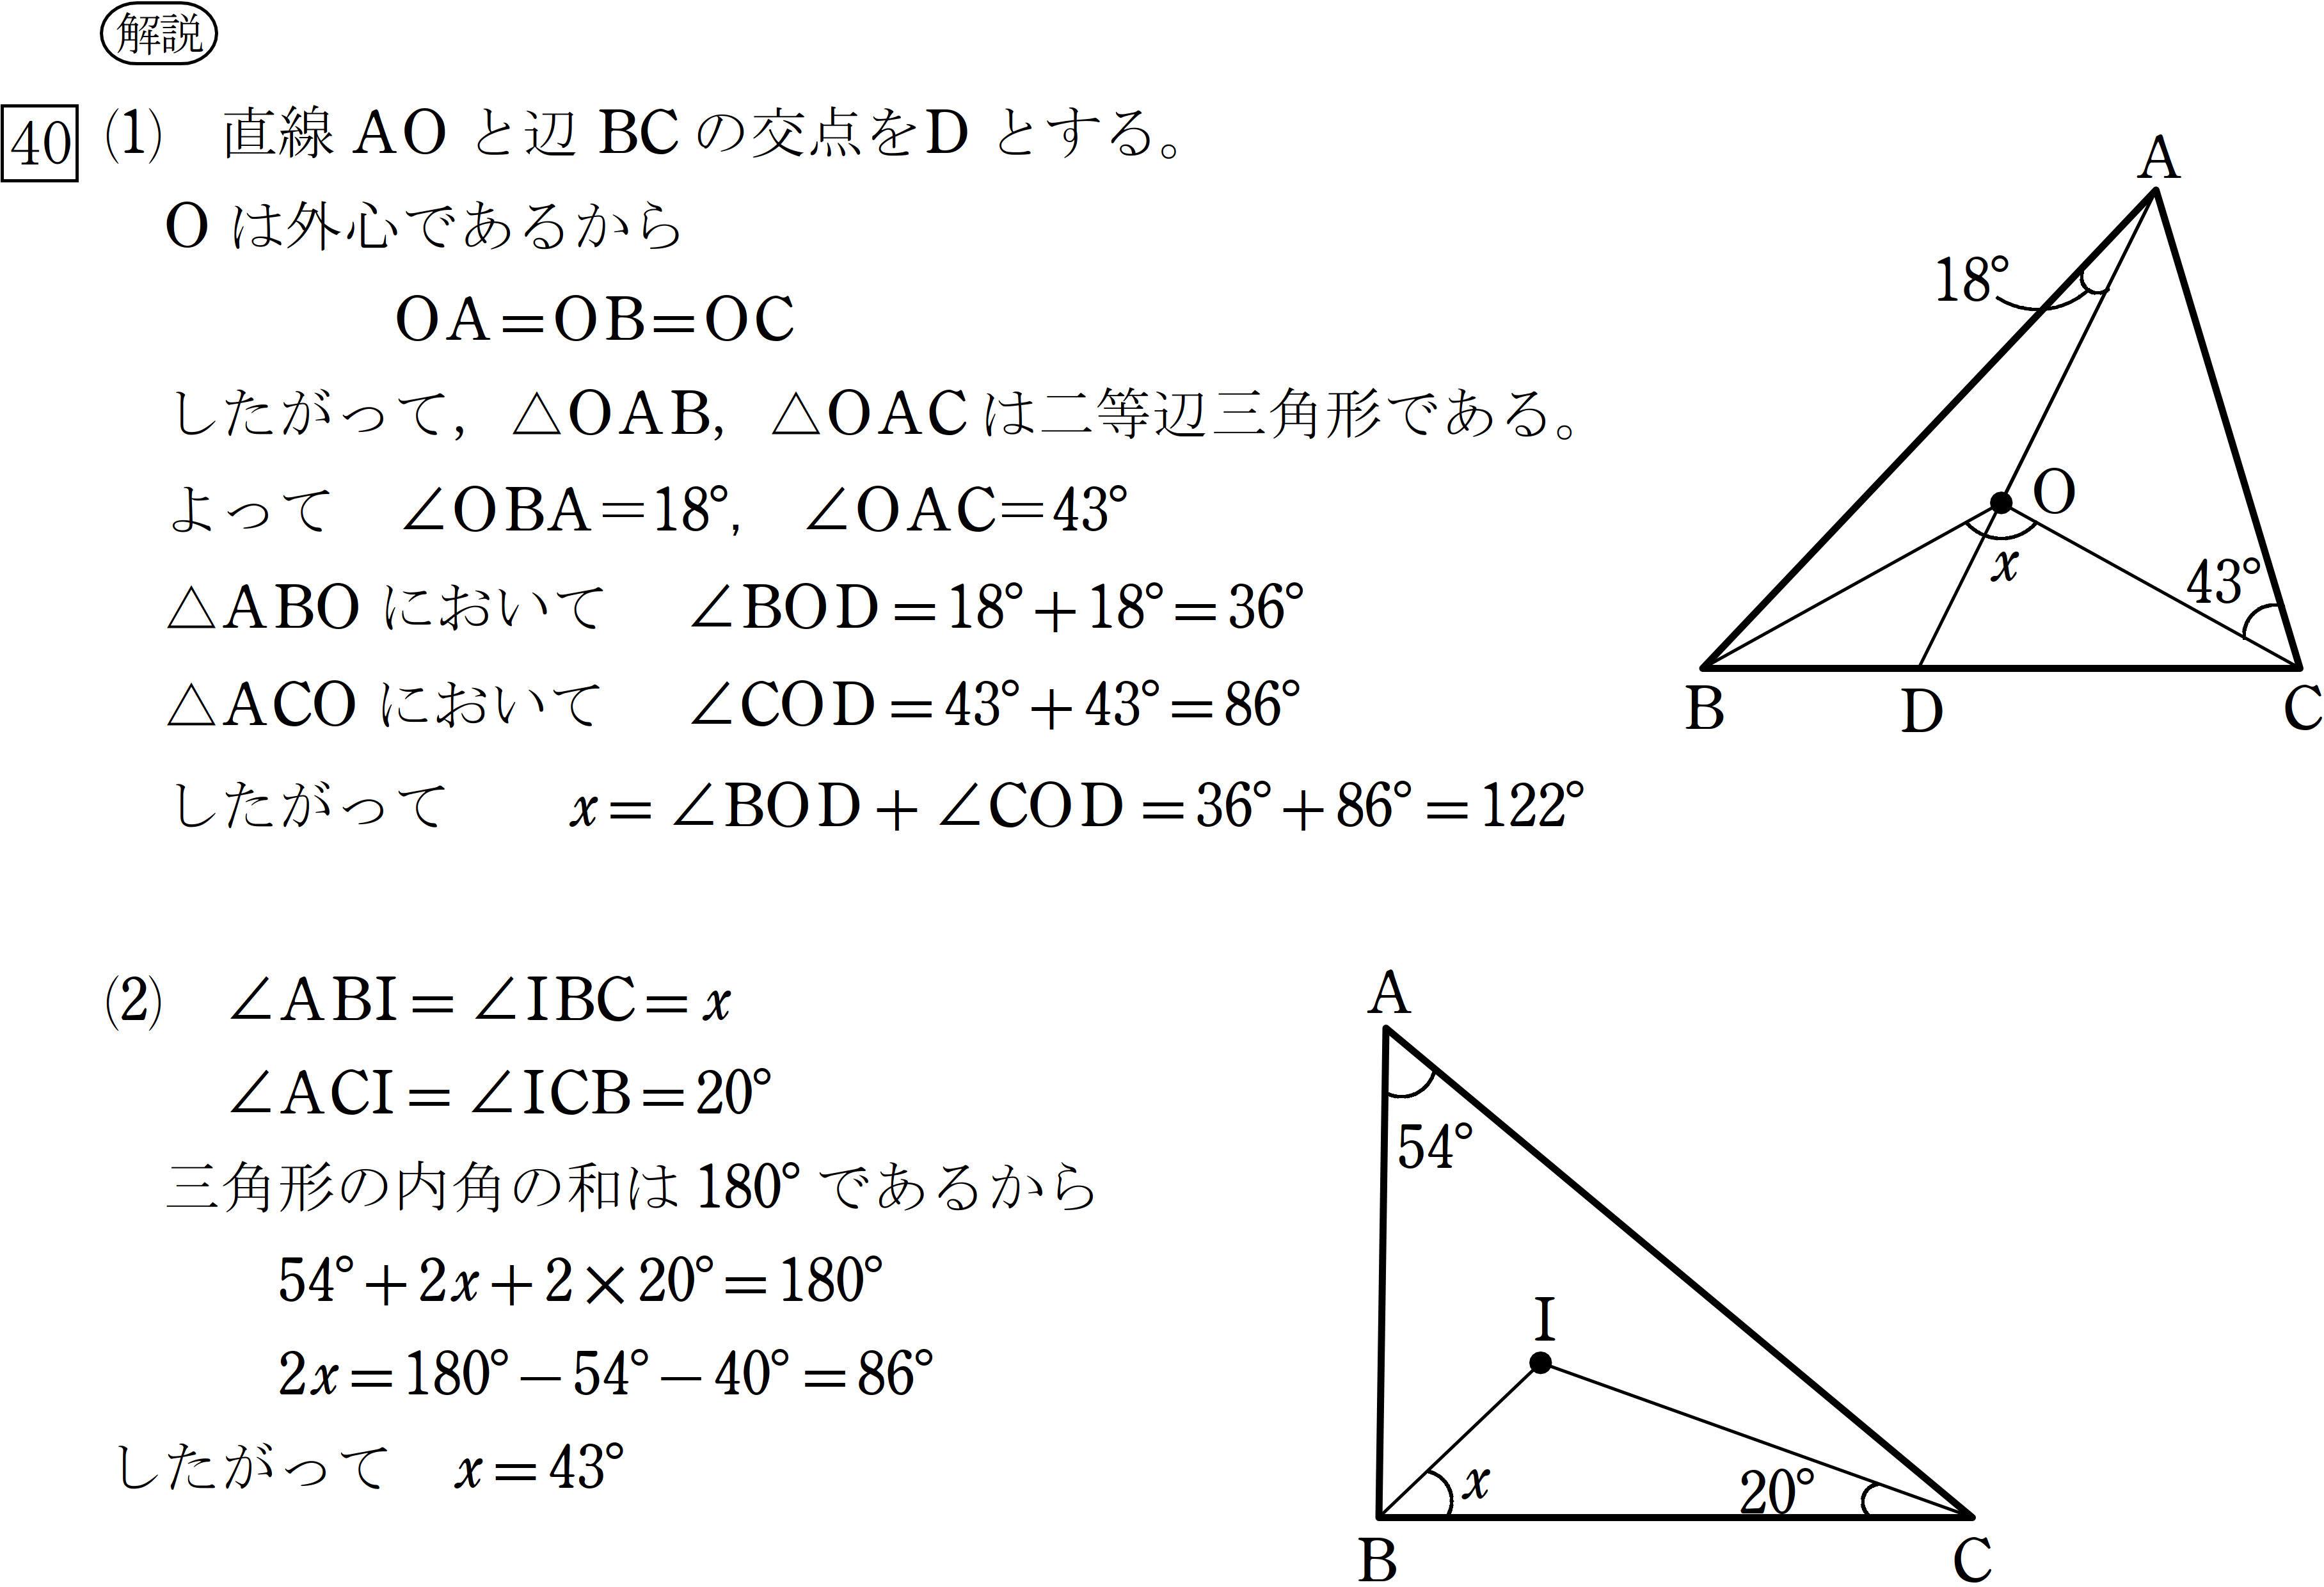 解説
40 (1) 直線 AO と辺 BC の交点をD とする。
O は外心であるから
OA=OB=OC
したがって, △OAB, △OAC は二等辺三角形である。
よって ∠OBA=18°, ∠OAC=43°
△ABO において ∠BOD=18°+18°=36°
△ACO において ∠COD=43°+43°=86°
したがって x=∠BOD+∠COD=36°+86°=122°
A
18°
O
x
43°
B
D
C
(2) ∠ABI=∠IBC=x
∠ACI=∠ICB=20°
三角形の内角の和は 180° であるから
54°+2x+2×20°=180°
2x=180°−54°−40°=86°
したがって x=43°
A
54°
I
x
20°
B
C